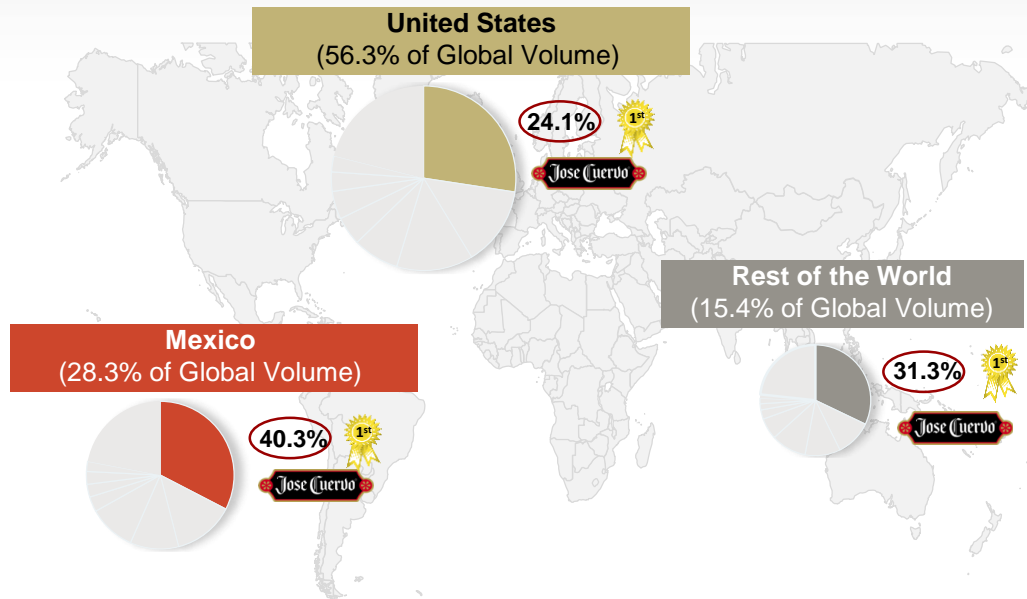 United States
(56.3% of Global Volume)
24.1%
1st
Jose Cuervo
Rest of the World
(15.4% of Global Volume)
31.3%
1st
Jose Cuervo
Mexico
(28.3% of Global Volume)
40.3%
1st
Jose Cuervo